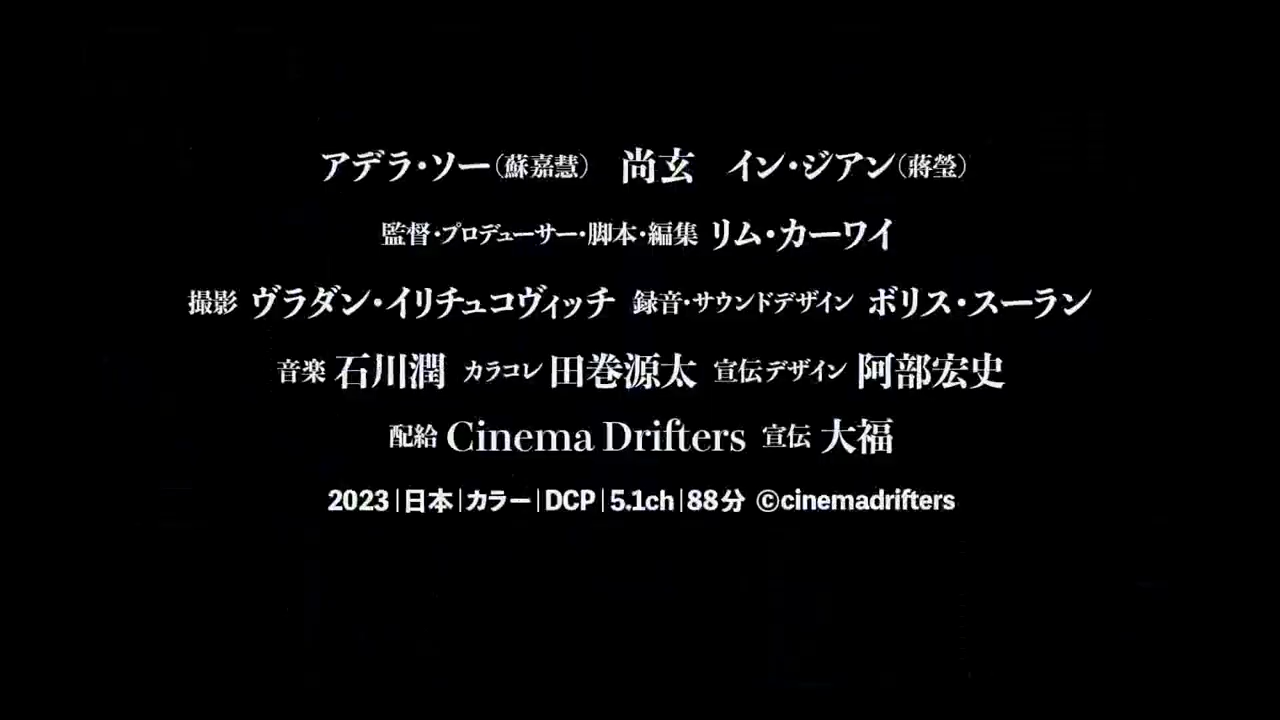 アデラ・ソー（蘇嘉慧） 尚玄 イン・ジアン（蔣瑩）
監督・プロデューサー・脚本・編集 リム・カーワイ
撮影 ヴラダン・イリチュコヴィッチ 録音・サウンドデザイン ボリス・スーラン
音楽 石川潤 カラコレ 田巻源太 宣伝デザイン 阿部宏史
配給 Cinema Drifters 宣伝 大福
2023|日本|カラー|DCP|5.1ch|88分 ©cinemadrifters